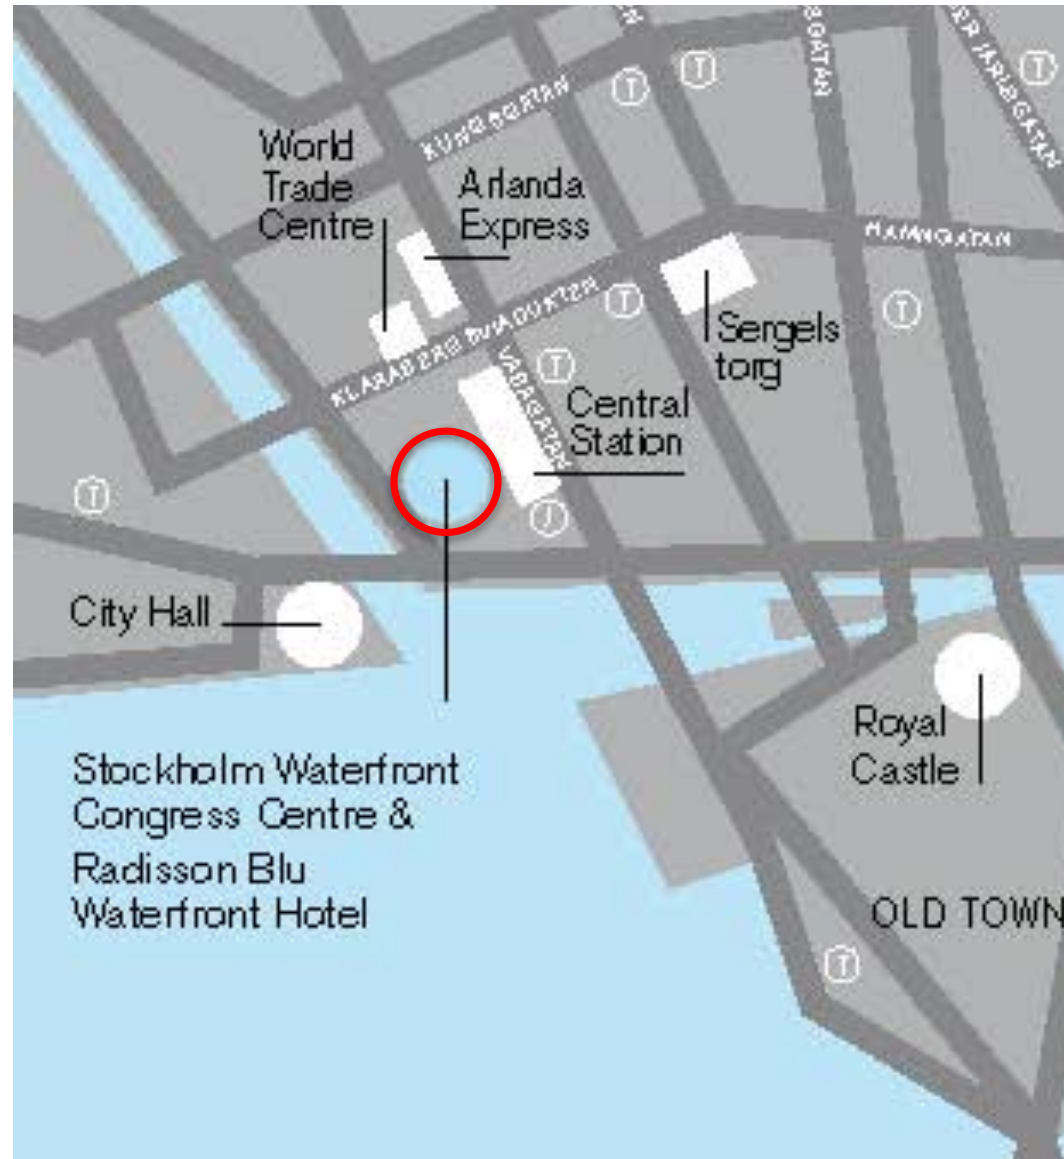 KUNGSGATAN
World
Trade
Centre
Arlanda
Express
HAMNGATAN
KLARABERGSVIADUKTEN
VASAGATAN
Sergels
torg
Central
Station
T
T
T
T
T
T
T
J
T
City Hall
Royal
Castle
Stockholm Waterfront
Congress Centre &
Radisson Blu
Waterfront Hotel
OLD TOWN